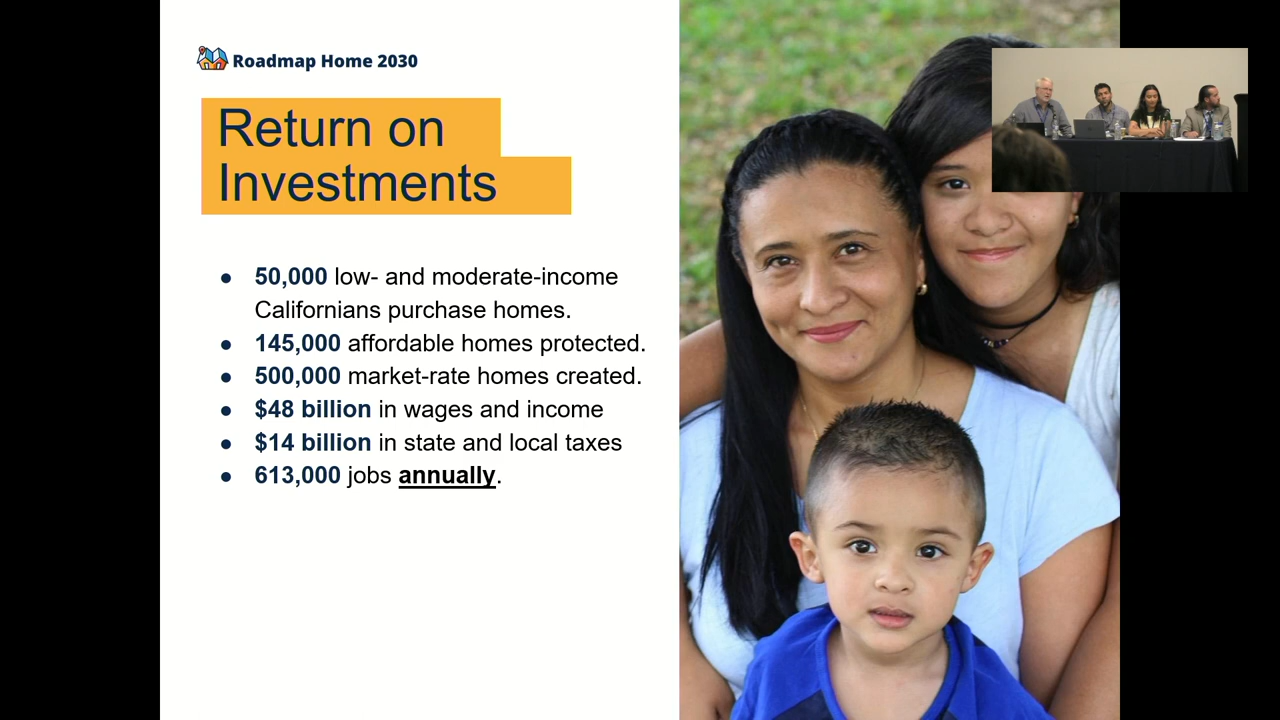 Roadmap Home 2030
Return on
Investments
● 50,000 low- and moderate-income
Californians purchase homes.
● 145,000 affordable homes protected.
● 500,000 market-rate homes created.
● $48 billion in wages and income
● $14 billion in state and local taxes
● 613,000 jobs annually.